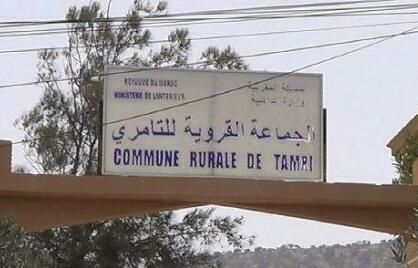 ROYAUME DU MAROC
المملكة المغربية
MINISTERE DE L'INTERIEUR
وزارة الداخلية
الجماعة القروية للتامري
COMMUNE RURALE DE TAMRI